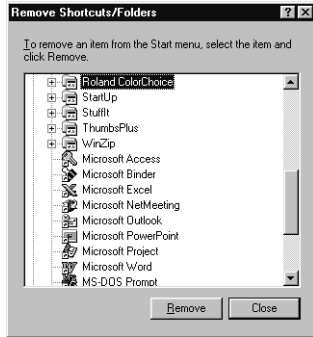 Remove Shortcuts/Folders
To remove an item from the Start menu, select the item and
click Remove.
Roland ColorChoice
StartUp
StuffIt
ThumbsPlus
WinZip
Microsoft Access
Microsoft Binder
Microsoft Excel
Microsoft NetMeeting
Microsoft Outlook
Microsoft PowerPoint
Microsoft Project
Microsoft Word
MS-DOS Prompt
Remove Close